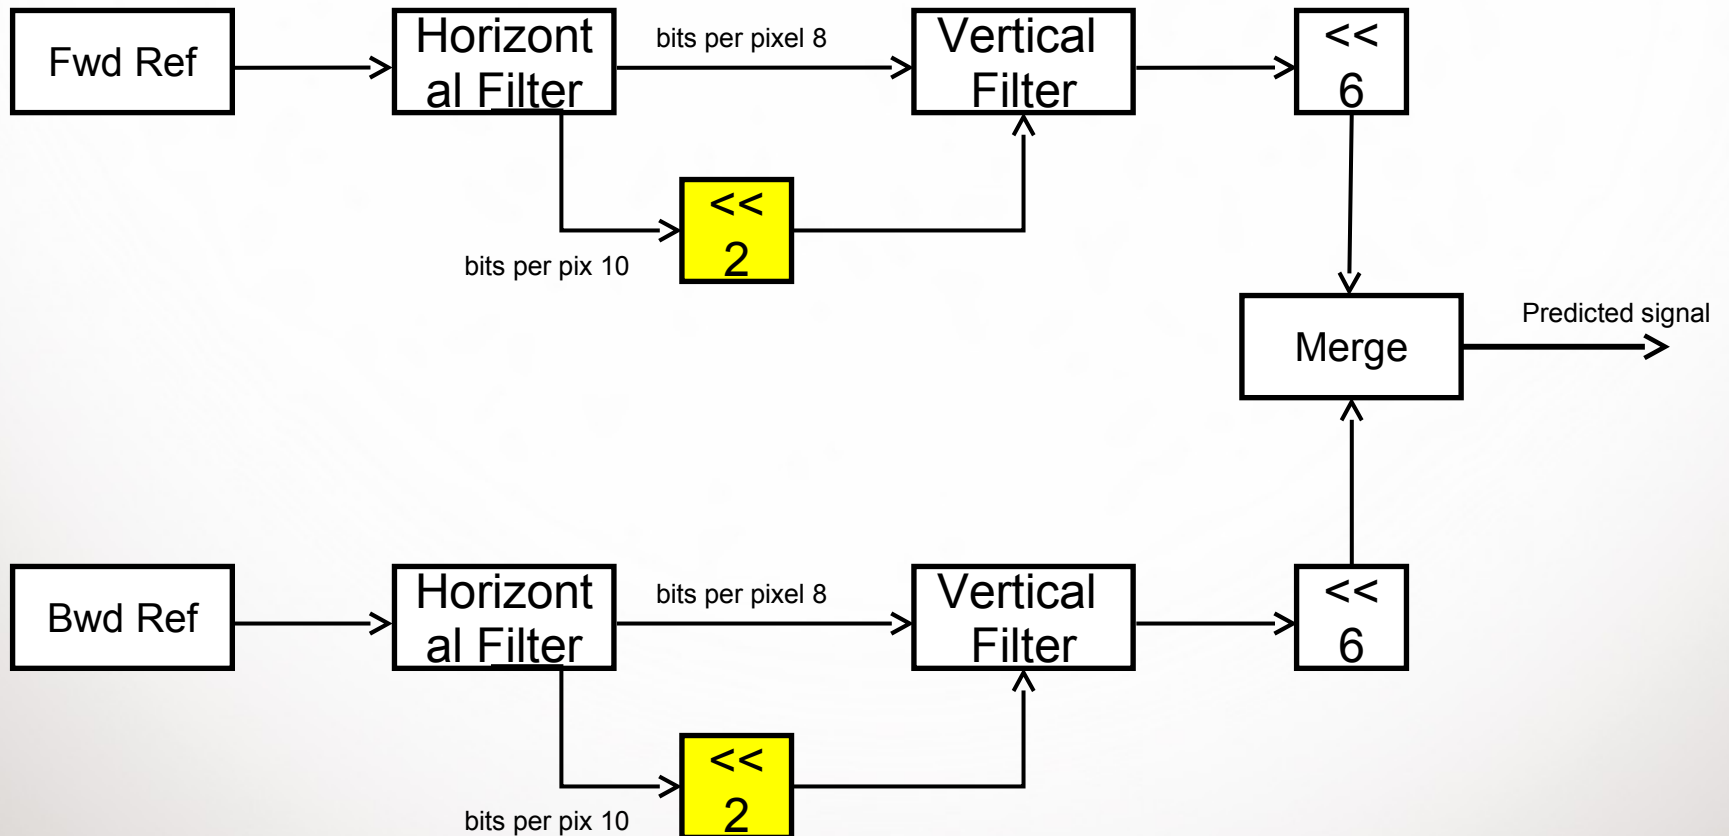 Fwd Ref
Horizont
al Filter
bits per pixel 8
Vertical
Filter
<<
6
<<
2
bits per pix 10
Predicted signal
Merge
Bwd Ref
Horizont
al Filter
bits per pixel 8
Vertical
Filter
<<
6
<<
2
bits per pix 10